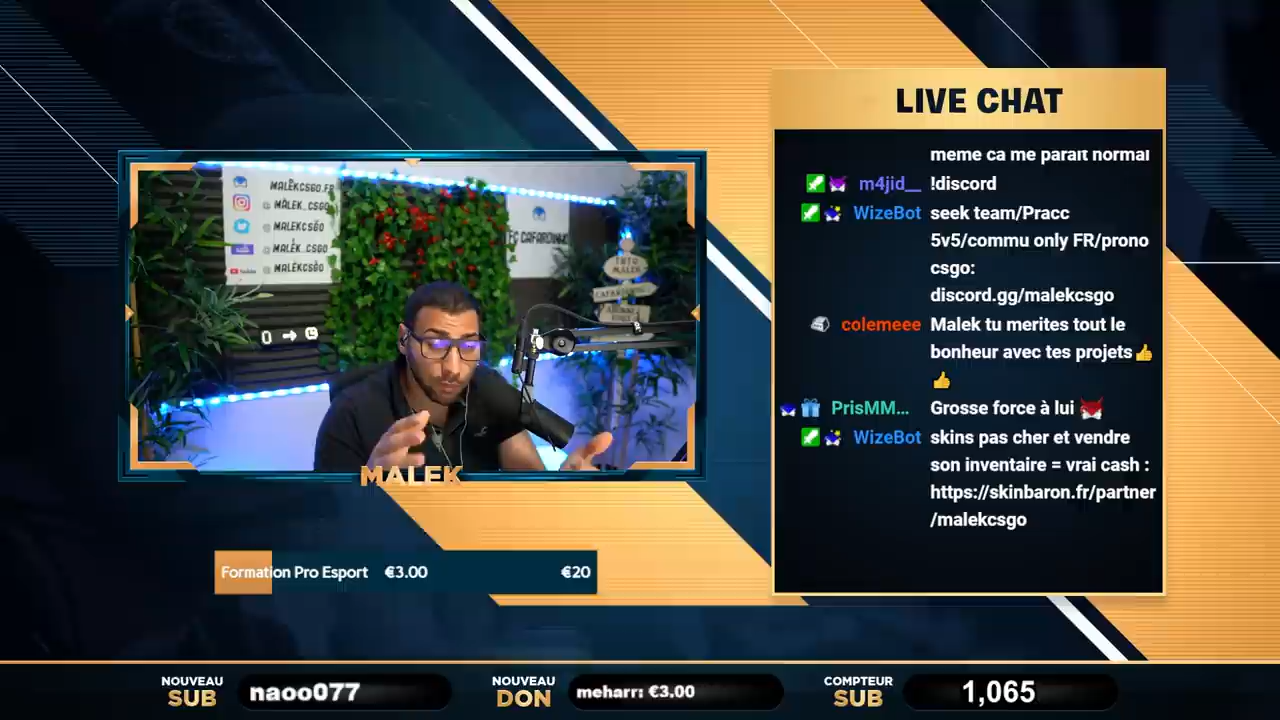 LIVE CHAT
meme ca me parait normal
m4jid__ !discord
WizeBot seek team/Pracc
5v5/commu only FR/prono
csgo:
discord.gg/malekcsgo
colemeee Malek tu merites tout le
bonheur avec tes projets👍
👍
PrisMM... Grosse force à lui
WizeBot skins pas cher et vendre
son inventaire = vrai cash :
https://skinbaron.fr/partner
/malekcsgo
MALEKCSGO.FR
@ MALEK_CSGO
@ MALEKCSGO
@ MALEK_CSGO
YouTube @ MALEKCSGO
TUTO
MALEK
MALEK
Formation Pro Esport €3.00 €20
NOUVEAU
SUB
naoo077
NOUVEAU
DON
meharr: €3.00
COMPTEUR
SUB
1,065